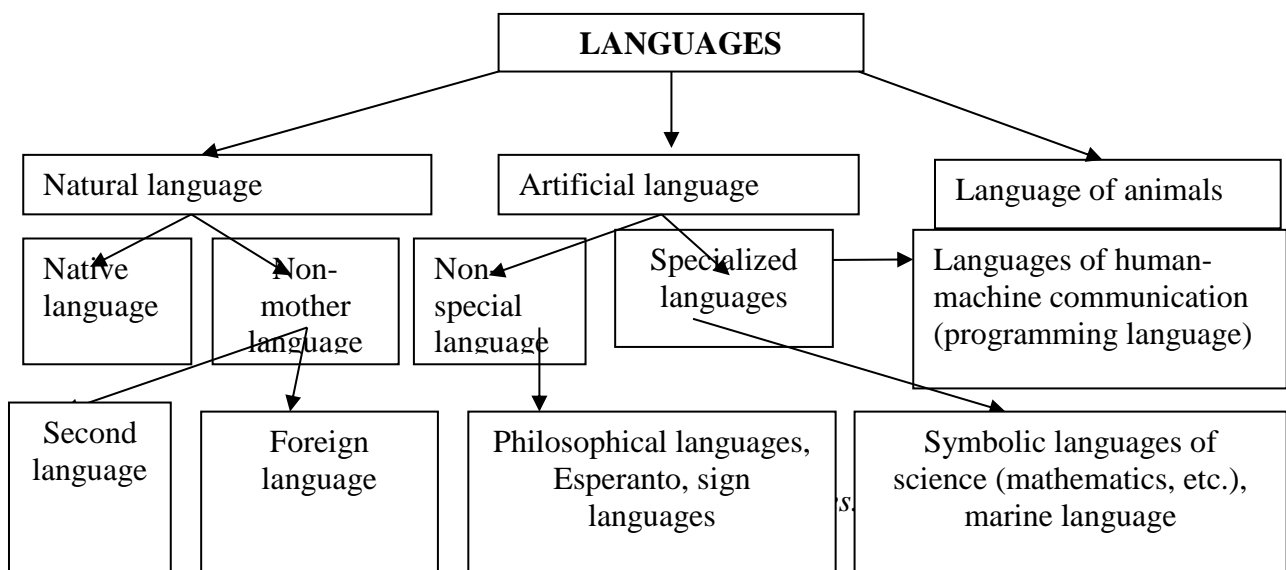 LANGUAGES
Natural language
Artificial language
Language of animals
Native
language
Non-
mother
language
Non-
special
language
Specialized
languages
Languages of human-
machine communication
(programming language)
Second
language
Foreign
language
Philosophical languages,
Esperanto, sign
languages
Symbolic languages of
science (mathematics, etc.),
marine language